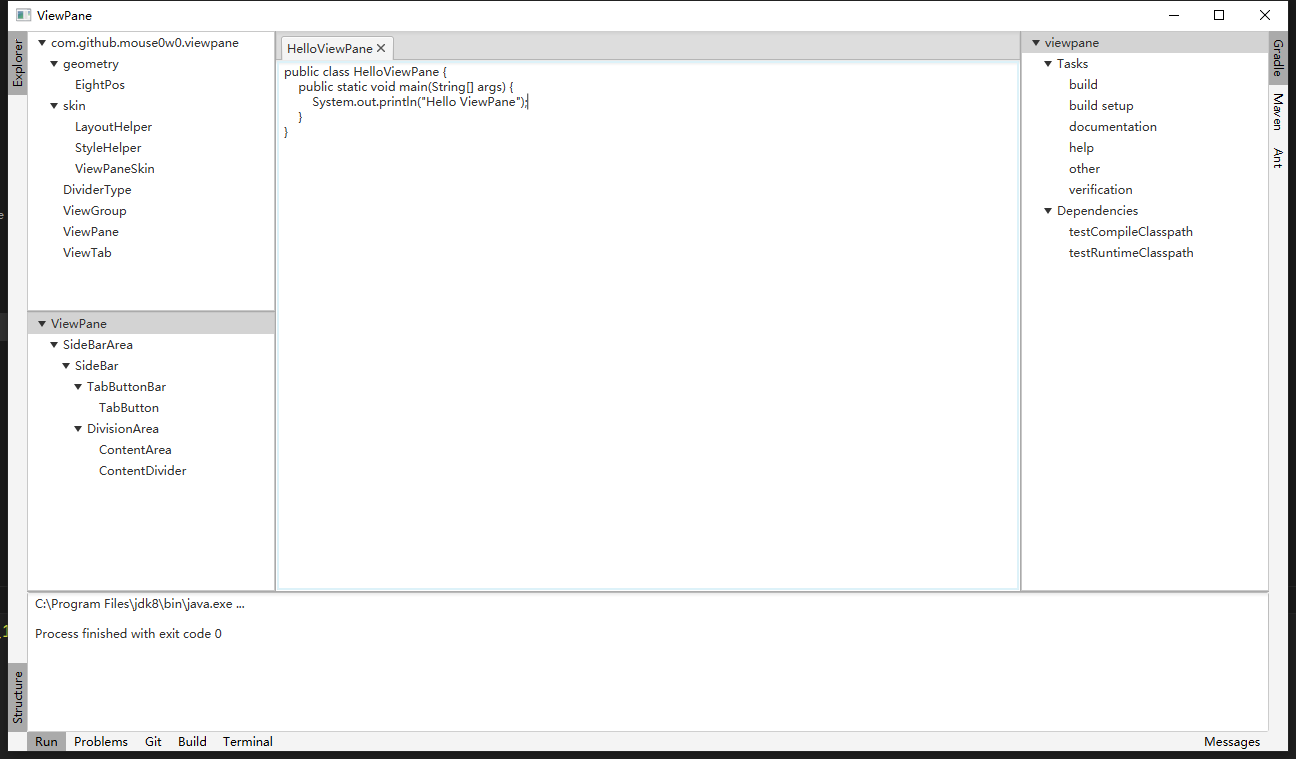 ViewPane
Explorer
com.github.mouse0w0.viewpane
geometry
EightPos
skin
LayoutHelper
StyleHelper
ViewPaneSkin
DividerType
ViewGroup
ViewPane
ViewTab
ViewPane
SideBarArea
SideBar
TabButtonBar
TabButton
DivisionArea
ContentArea
ContentDivider
Structure
HelloViewPane
public class HelloViewPane {
public static void main(String[] args) {
System.out.println("Hello ViewPane");
}
}
viewpane
Tasks
build
build setup
documentation
help
other
verification
Dependencies
testCompileClasspath
testRuntimeClasspath
Gradle
Maven
Ant
C:\Program Files\jdk8\bin\java.exe ...
Process finished with exit code 0
Run Problems Git Build Terminal Messages